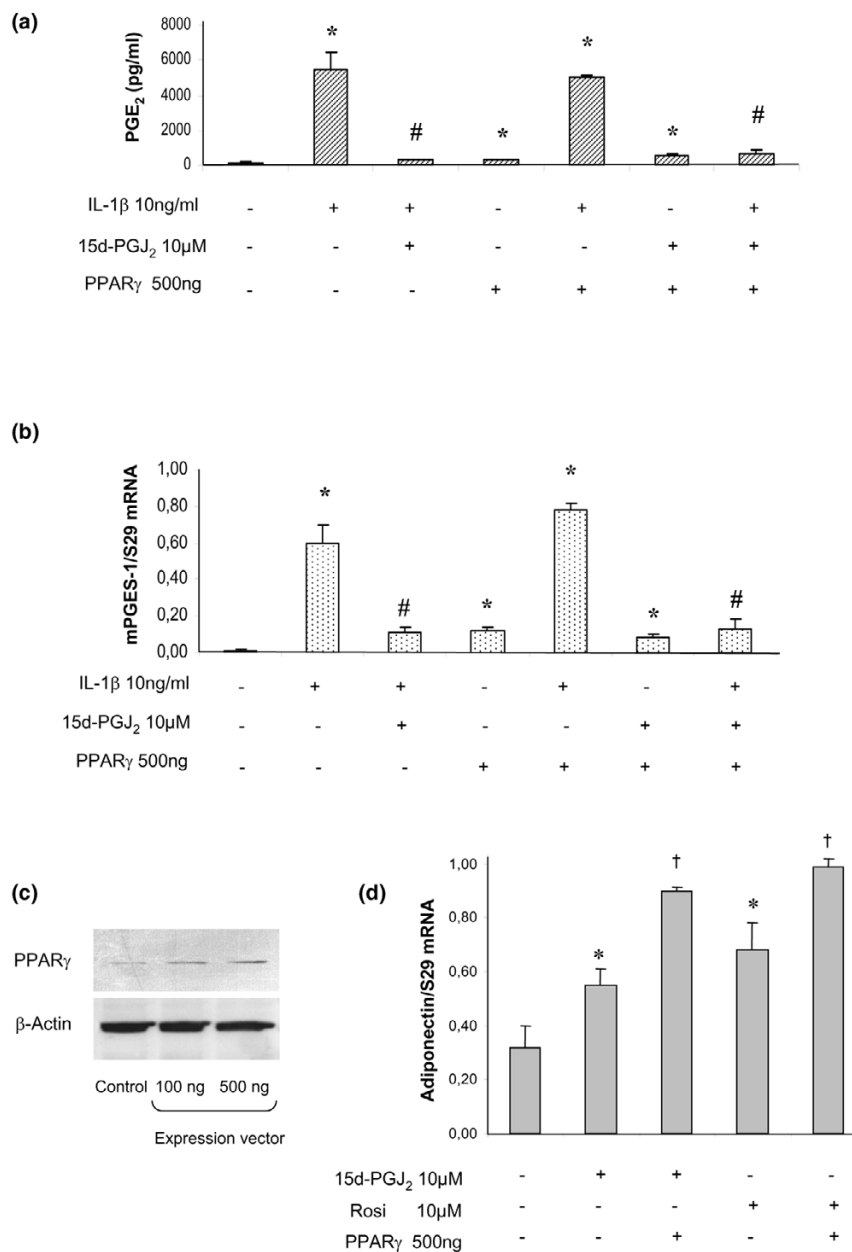 (a)
PGE2 (pg/ml)
8000
6000
4000
2000
0
* * # * * * #
IL-1β 10ng/ml - + + - + - +
15d-PGJ2 10μM - - + - - + +
PPARγ 500ng - - - + + + +
(b)
mPGES-1/S29 mRNA
1,00
0,80
0,60
0,40
0,20
0,00
* # * * * #
IL-1β 10ng/ml - + + - + - +
15d-PGJ2 10μM - - + - - + +
PPARγ 500ng - - - + + + +
(c)
PPARγ
β-Actin
Control 100 ng 500 ng
Expression vector
(d)
Adiponectin/S29 mRNA
1,00
0,80
0,60
0,40
0,20
0,00
* † * †
15d-PGJ2 10μM - + + - -
Rosi 10μM - - - + +
PPARγ 500ng - - + - +